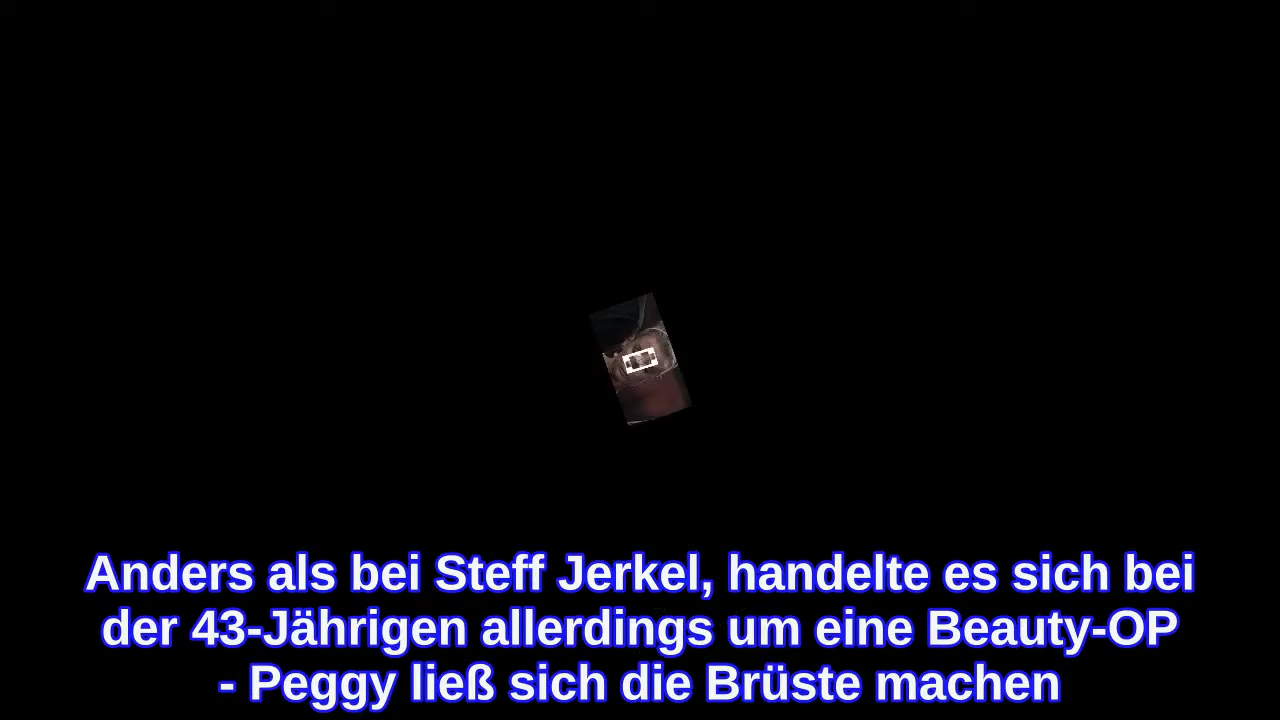 Anders als bei Steff Jerkel, handelte es sich bei
der 43-Jährigen allerdings um eine Beauty-OP
- Peggy ließ sich die Brüste machen